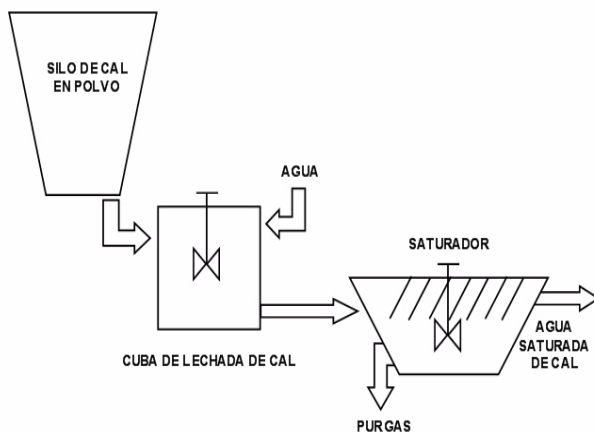 SILO DE CAL
EN POLVO
AGUA
SATURADOR
CUBA DE LECHADA DE CAL
AGUA
SATURADA
DE CAL
PURGAS